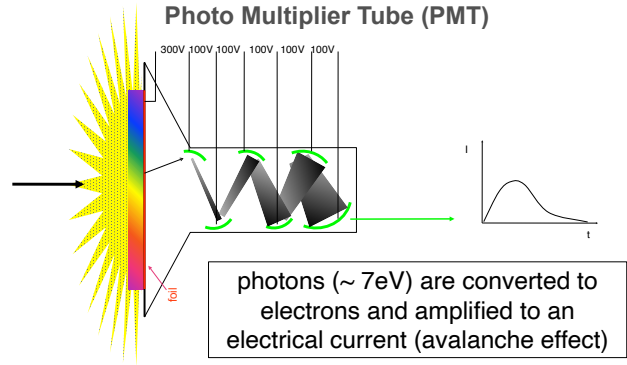 Photo Multiplier Tube (PMT)
300V 100V 100V 100V 100V 100V
I
t
foil
photons (~ 7eV) are converted to
electrons and amplified to an
electrical current (avalanche effect)